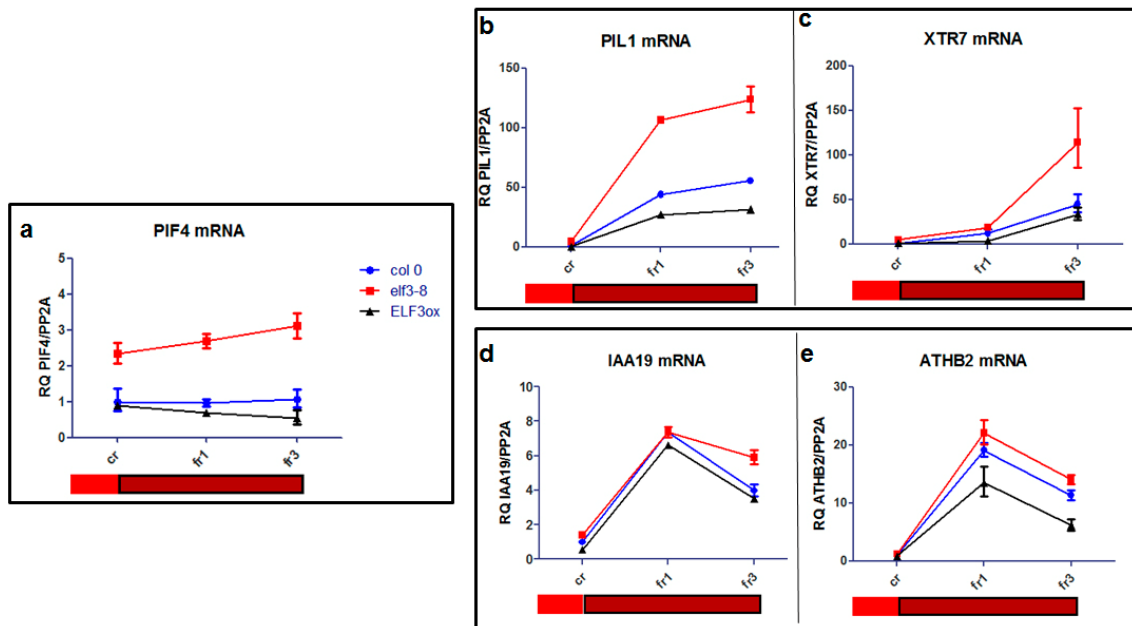 a
PIF4 mRNA
RQ PIF4/PP2A
5
4
3
2
1
0
cr
fr1
fr3
col 0
elf3-8
ELF3ox
b
PIL1 mRNA
RQ PIL1/PP2A
150
100
50
0
cr
fr1
fr3
c
XTR7 mRNA
RQ XTR7/PP2A
200
150
100
50
0
cr
fr1
fr3
d
IAA19 mRNA
RQ IAA19/PP2A
10
8
6
4
2
0
cr
fr1
fr3
e
ATHB2 mRNA
RQ ATHB2/PP2A
30
20
10
0
cr
fr1
fr3